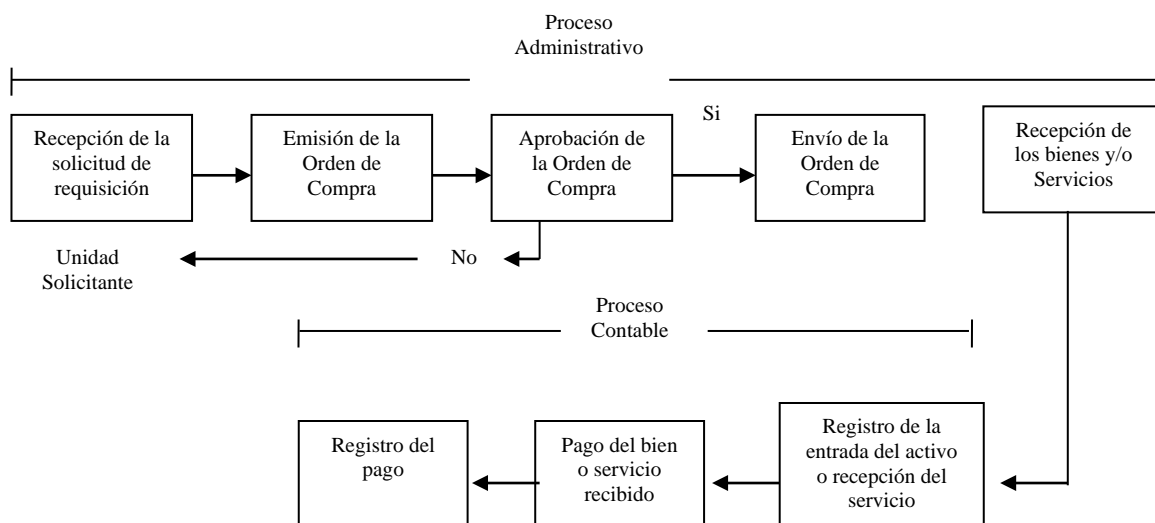 Proceso
Administrativo
Recepción de la
solicitud de
requisición
Emisión de la
Orden de
Compra
Aprobación de
la Orden de
Compra
Si
Envío de la
Orden de
Compra
Recepción de
los bienes y/o
Servicios
Unidad
Solicitante
No
Proceso
Contable
Registro del
pago
Pago del bien
o servicio
recibido
Registro de la
entrada del activo
o recepción del
servicio